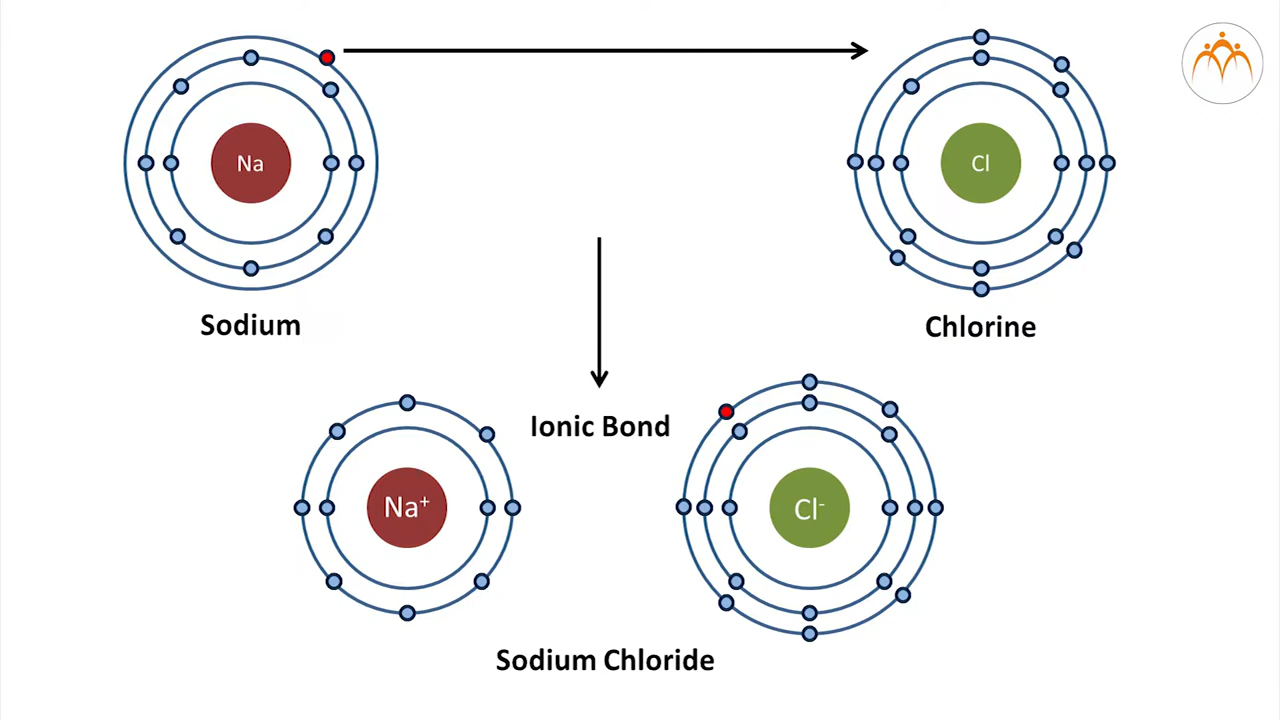 Na
Cl
Sodium
Chlorine
Ionic Bond
Na⁺
Cl⁻
Sodium Chloride